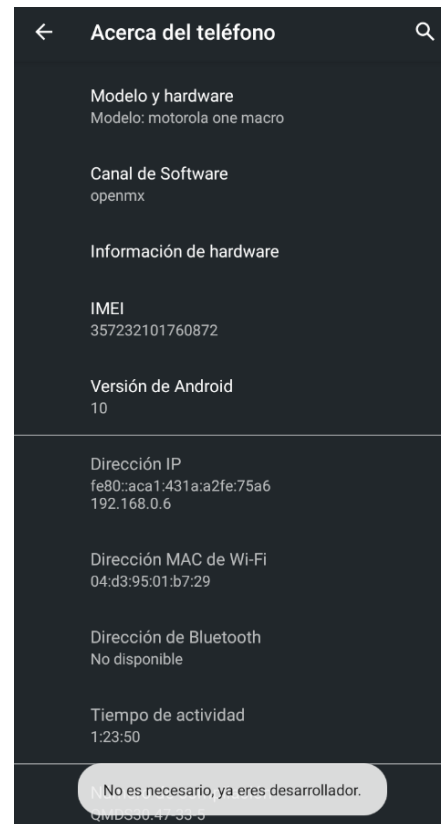 Acerca del teléfono
Modelo y hardware
Modelo: motorola one macro
Canal de Software
openmx
Información de hardware
IMEI
357232101760872
Versión de Android
10
Dirección IP
fe80::aca1:431a:a2fe:75a6
192.168.0.6
Dirección MAC de Wi-Fi
04:d3:95:01:b7:29
Dirección de Bluetooth
No disponible
Tiempo de actividad
1:23:50
No es necesario, ya eres desarrollador.